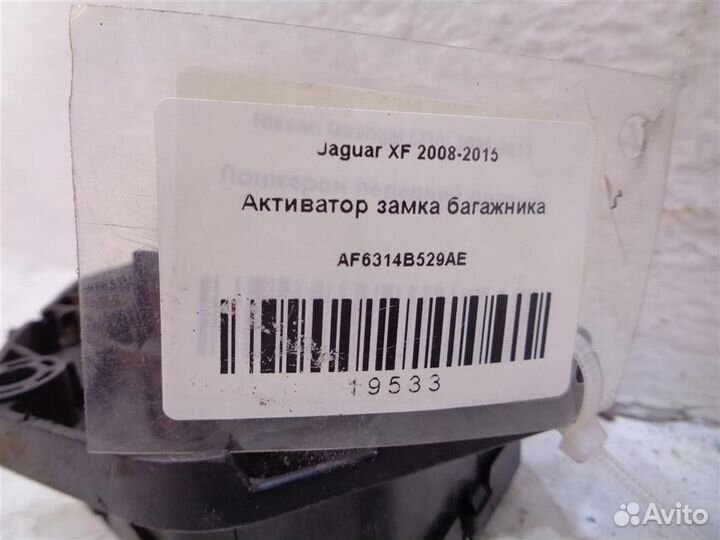 Jaguar XF 2008-2015
Активатор замка багажника
AF6314B529AE
19533
Avito